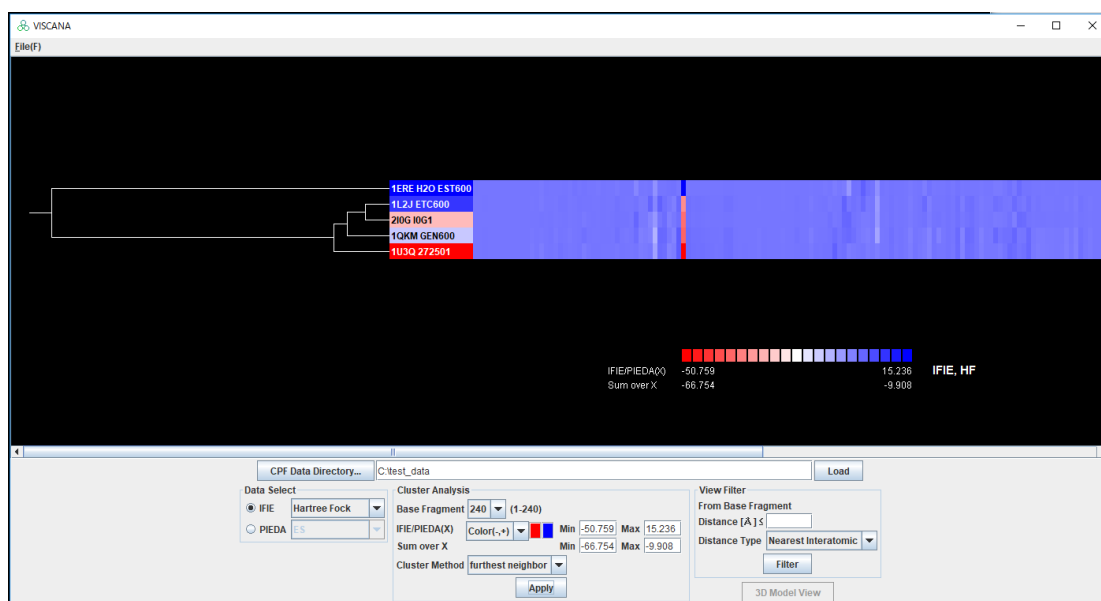 VISCANA
File(F)
1ERE H2O EST600
1L2J ETC600
2I0G I0G1
1QKM GEN600
1U3Q 272501
IFIE/PIEDA(X) -50.759 15.236 IFIE, HF
Sum over X -66.754 -9.908
CPF Data Directory... C:\test_data Load
Data Select
IFIE Hartree Fock
PIEDA ES
Cluster Analysis
Base Fragment 240 (1-240)
IFIE/PIEDA(X) Color(-,+) Min -50.759 Max 15.236
Sum over X Min -66.754 Max -9.908
Cluster Method furthest neighbor
Apply
View Filter
From Base Fragment
Distance [Å] ≤
Distance Type Nearest Interatomic
Filter
3D Model View